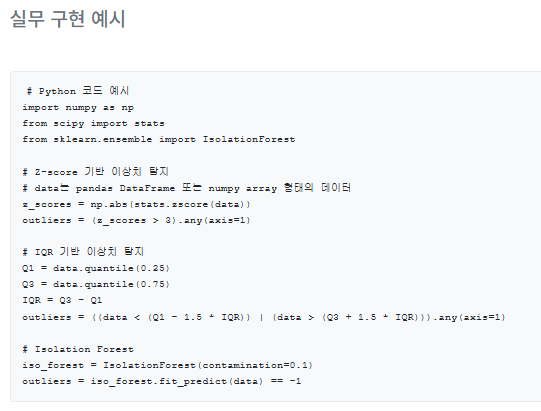 실무 구현 예시
# Python 코드 예시
import numpy as np
from scipy import stats
from sklearn.ensemble import IsolationForest
# Z-score 기반 이상치 탐지
# data는 pandas DataFrame 또는 numpy array 형태의 데이터
z_scores = np.abs(stats.zscore(data))
outliers = (z_scores > 3).any(axis=1)
# IQR 기반 이상치 탐지
Q1 = data.quantile(0.25)
Q3 = data.quantile(0.75)
IQR = Q3 - Q1
outliers = ((data < (Q1 - 1.5 * IQR)) | (data > (Q3 + 1.5 * IQR))).any(axis=1)
# Isolation Forest
iso_forest = IsolationForest(contamination=0.1)
outliers = iso_forest.fit_predict(data) == -1